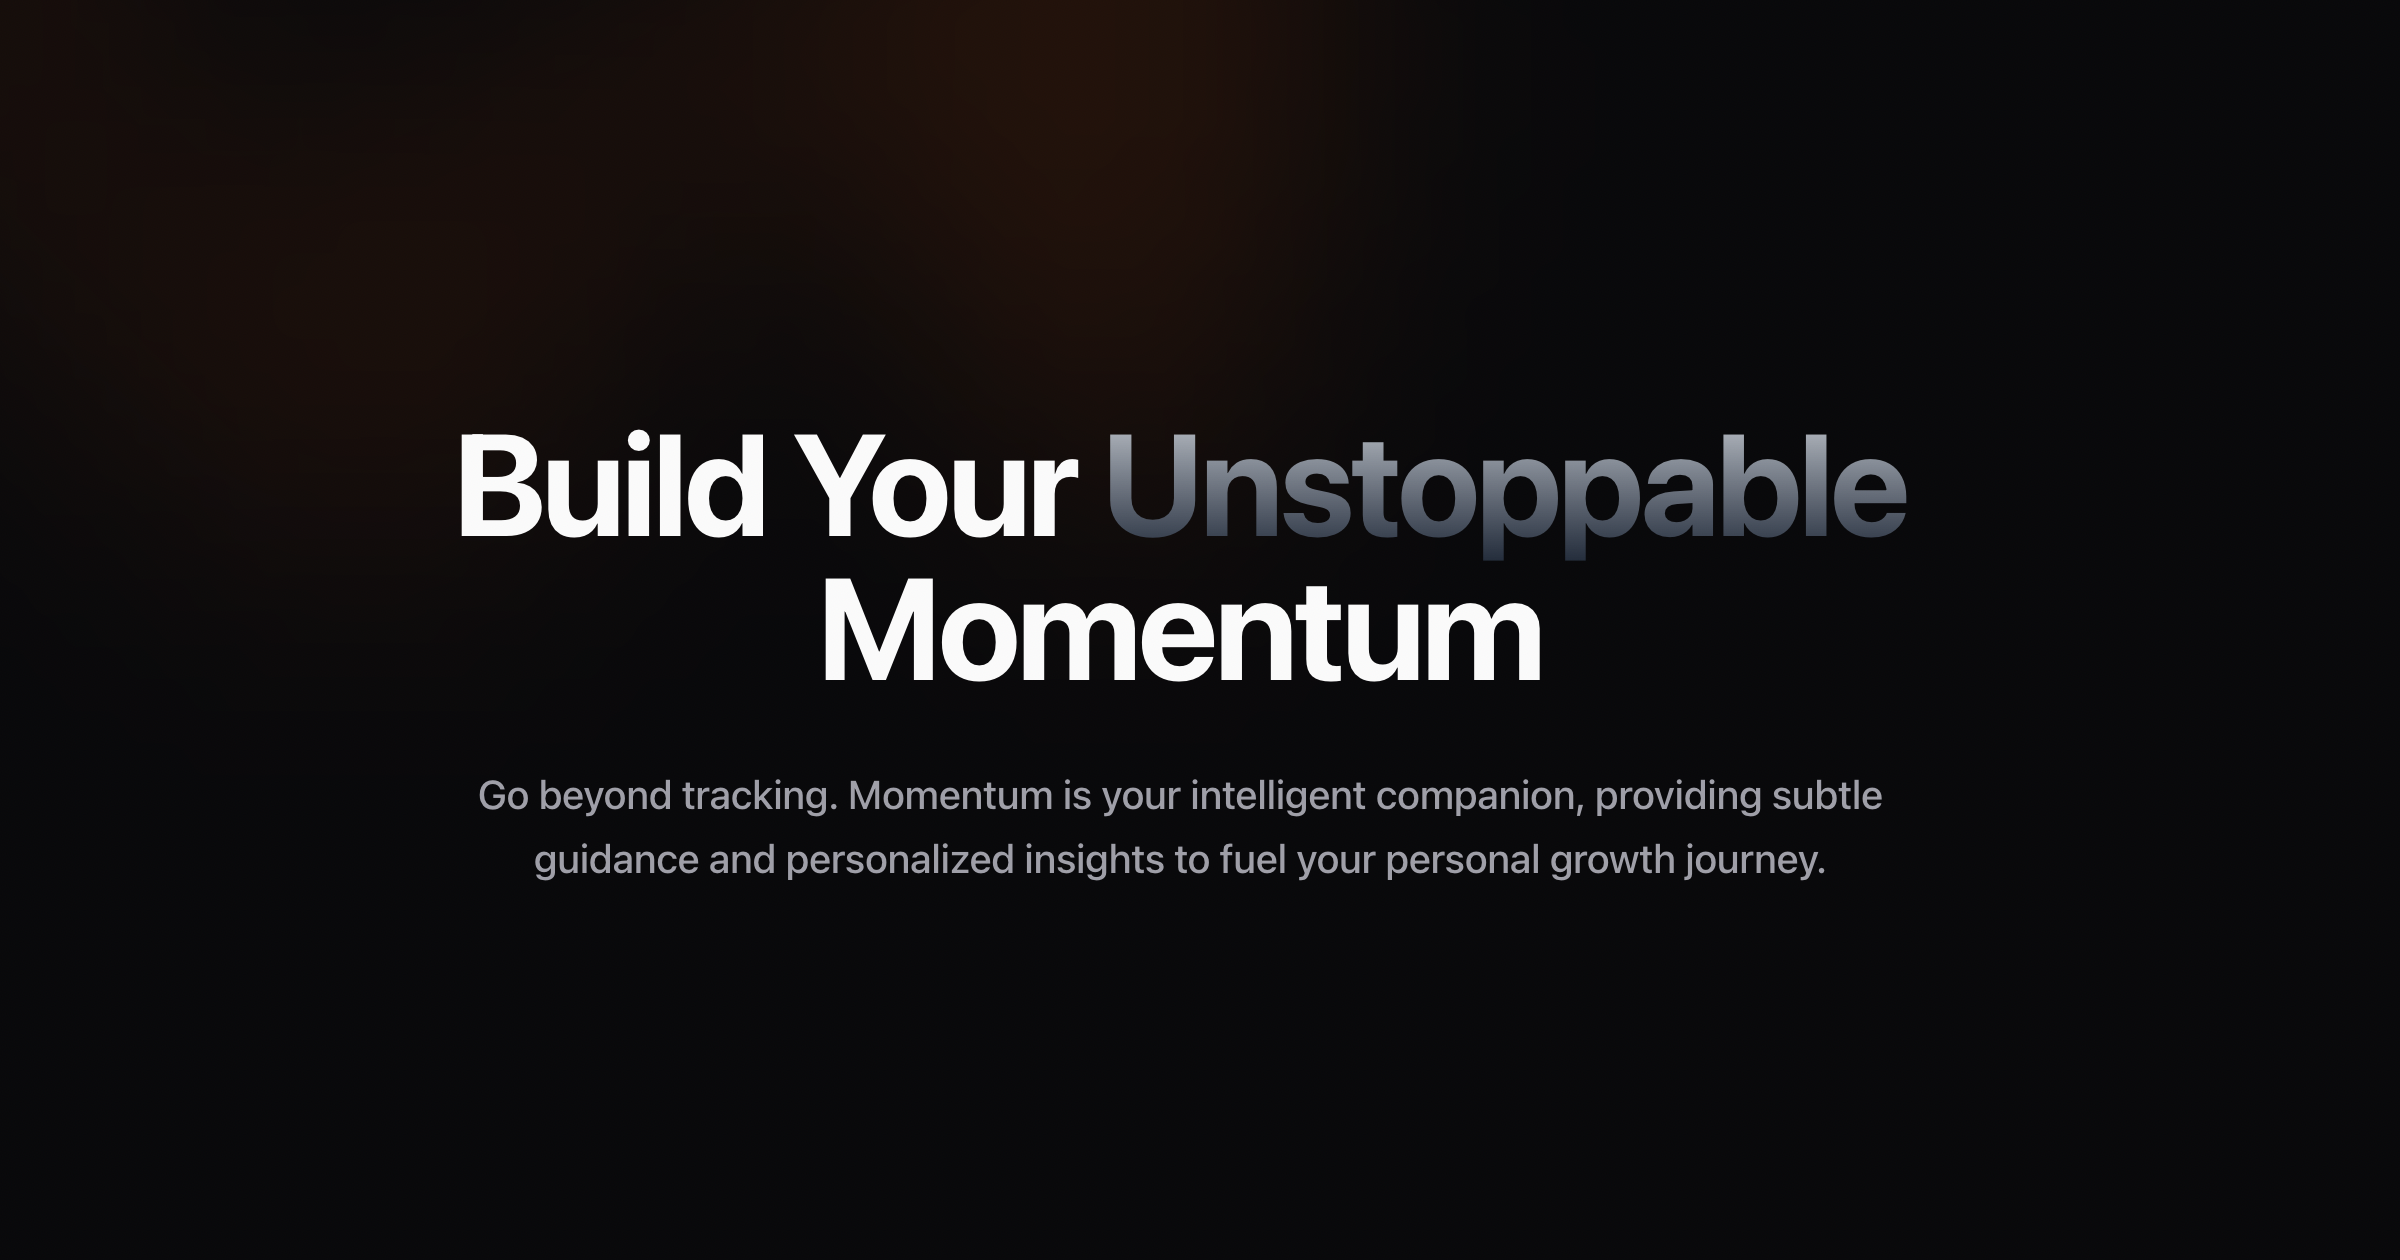 Build Your Unstoppable
Momentum
Go beyond tracking. Momentum is your intelligent companion, providing subtle
guidance and personalized insights to fuel your personal growth journey.